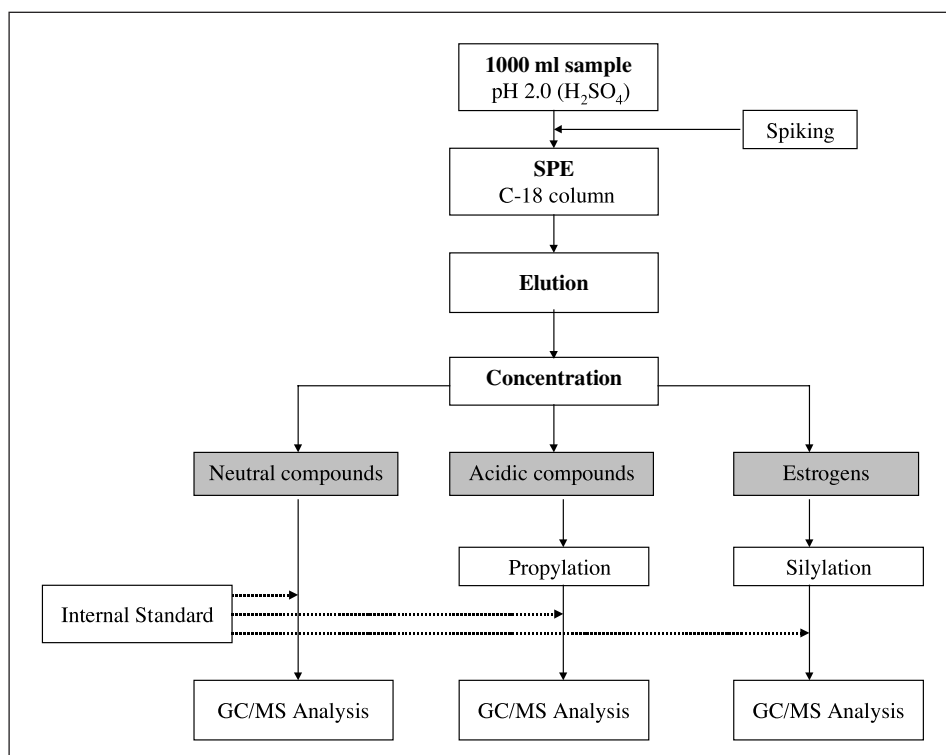 1000 ml sample
pH 2.0 (H₂SO₄)
Spiking
SPE
C-18 column
Elution
Concentration
Neutral compounds
Acidic compounds
Estrogens
Propylation
Silylation
Internal Standard
GC/MS Analysis
GC/MS Analysis
GC/MS Analysis